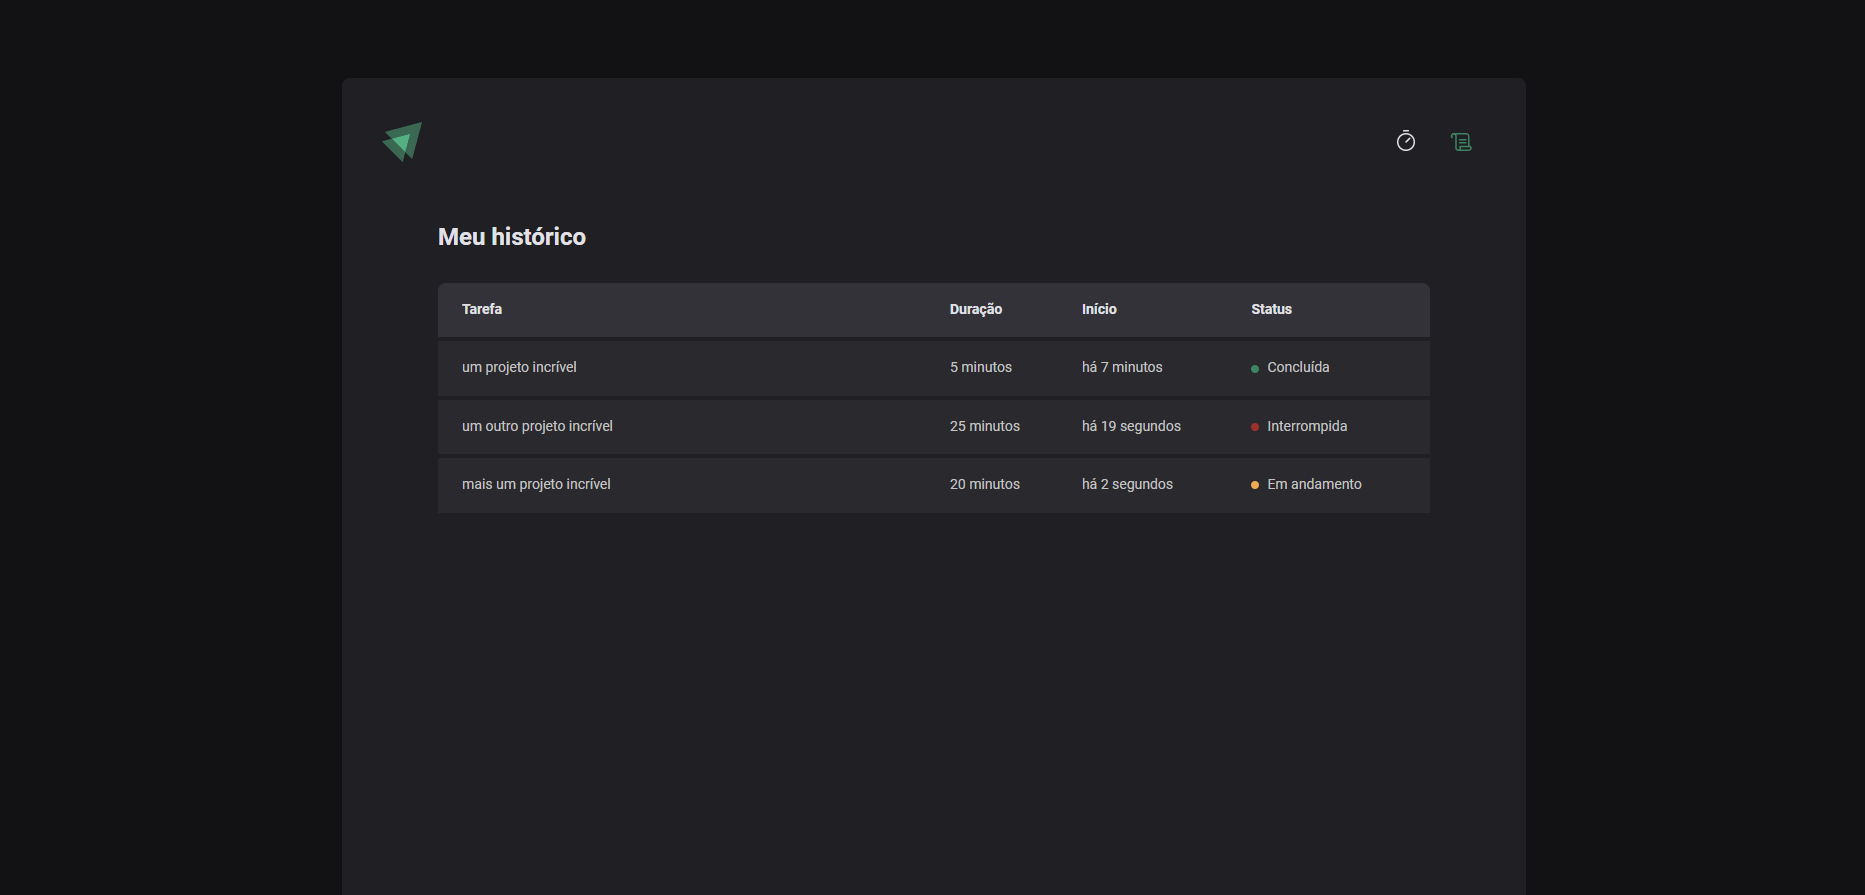 Meu histórico
Tarefa Duração Início Status
um projeto incrível 5 minutos há 7 minutos Concluída
um outro projeto incrível 25 minutos há 19 segundos Interrompida
mais um projeto incrível 20 minutos há 2 segundos Em andamento